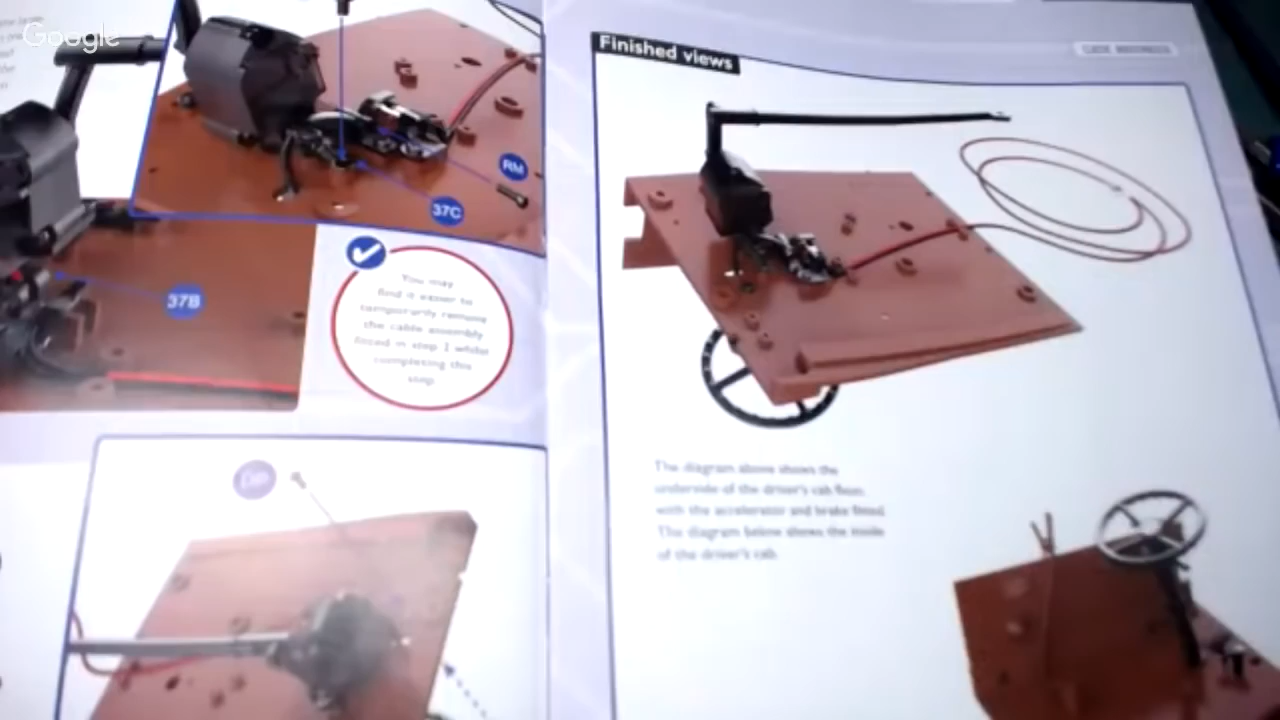 Google
Finished views
RM
37C
37B
You may
find it easier to
temporarily remove
the cable assembly
fitted in step 1 whilst
completing this
step
DP
The diagram above shows the
underside of the driver's cab floor,
with the accelerator and brake fitted.
The diagram below shows the inside
of the driver's cab.